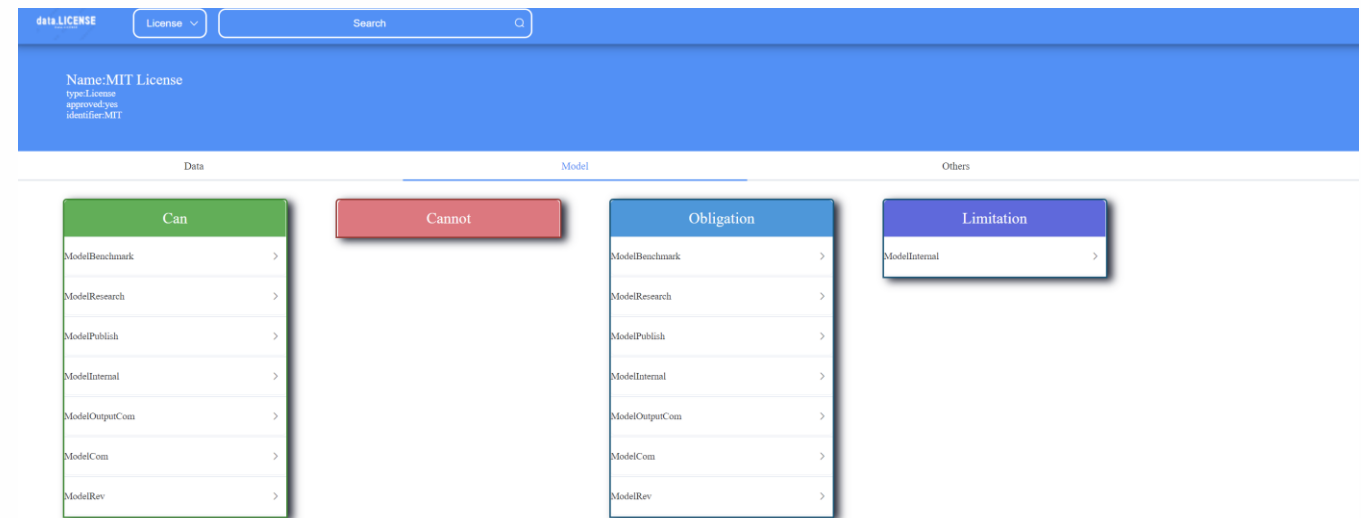 data.LICENSE
License
Search
Name:MIT License
type:License
approved:yes
identifier:MIT
Data
Model
Others
Can
ModelBenchmark
ModelResearch
ModelPublish
ModelInternal
ModelOutputCom
ModelCom
ModelRev
Cannot
Obligation
ModelBenchmark
ModelResearch
ModelPublish
ModelInternal
ModelOutputCom
ModelCom
ModelRev
Limitation
ModelInternal